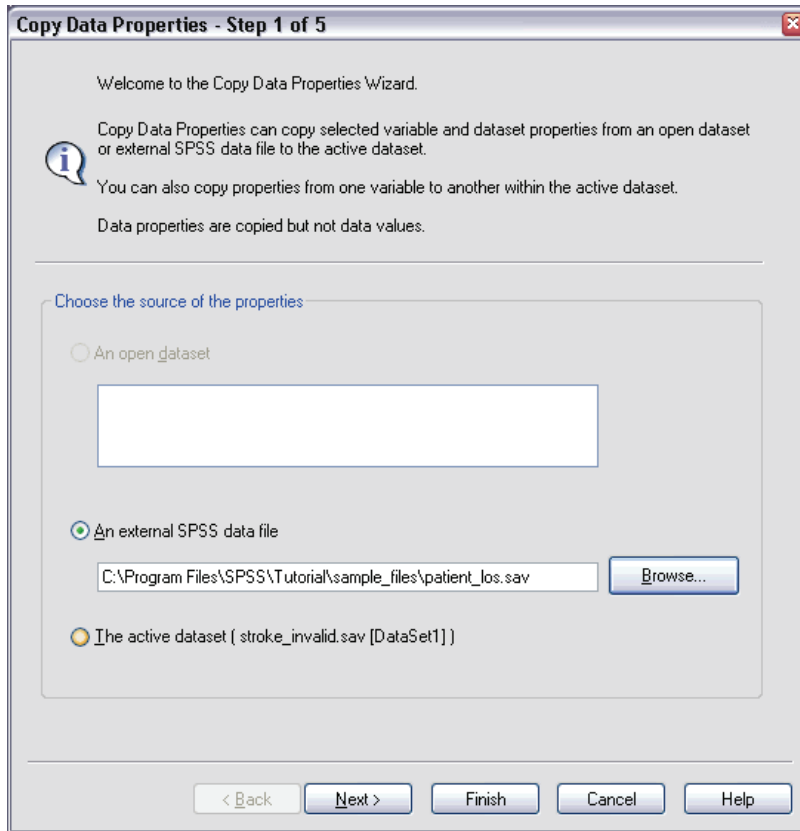 Copy Data Properties - Step 1 of 5
Welcome to the Copy Data Properties Wizard.
Copy Data Properties can copy selected variable and dataset properties from an open dataset
or external SPSS data file to the active dataset.
You can also copy properties from one variable to another within the active dataset.
Data properties are copied but not data values.
Choose the source of the properties
An open dataset
An external SPSS data file
C:\Program Files\SPSS\Tutorial\sample_files\patient_los.sav
Browse...
The active dataset ( stroke_invalid.sav [DataSet1] )
< Back
Next >
Finish
Cancel
Help